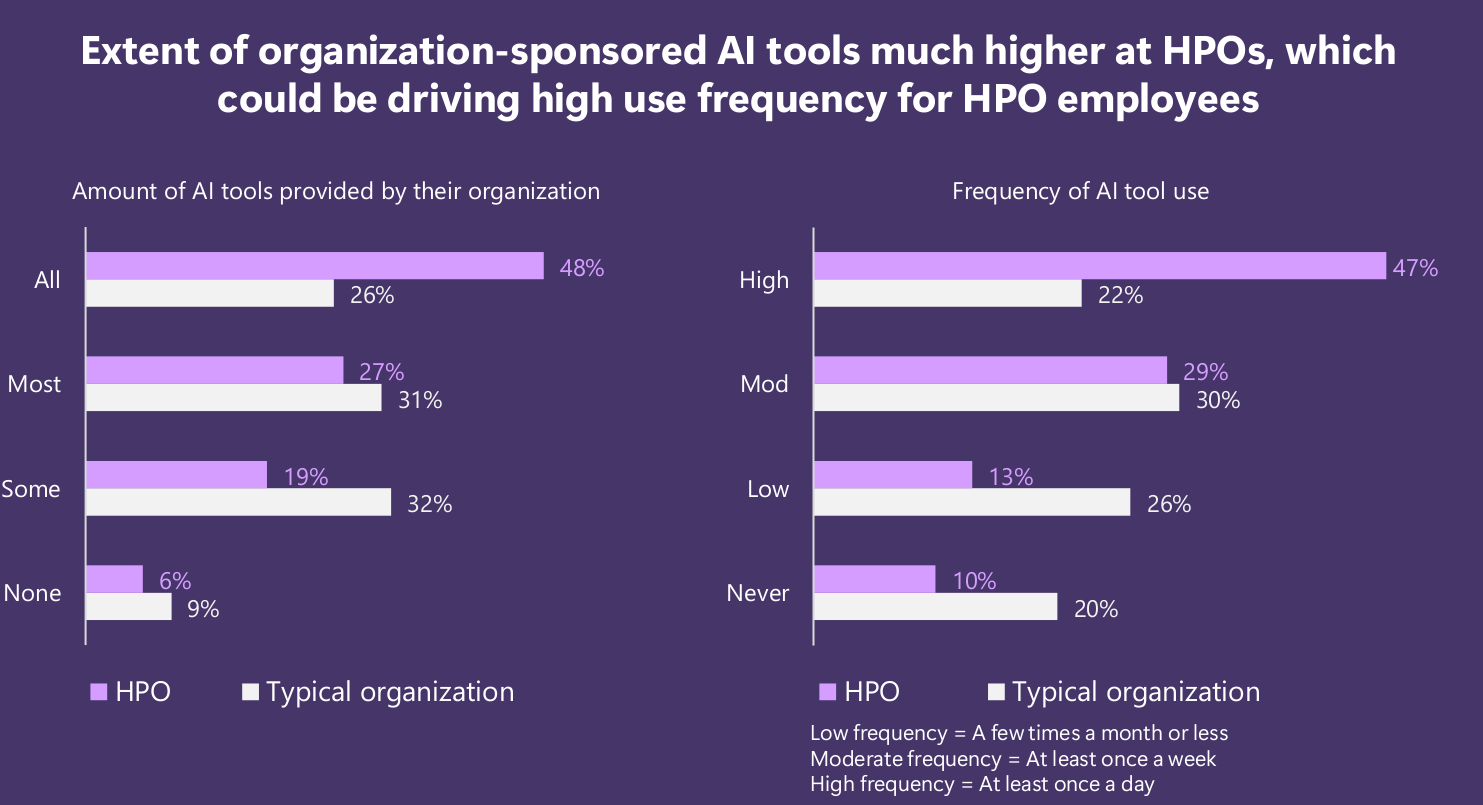 Extent of organization-sponsored AI tools much higher at HPOs, which
could be driving high use frequency for HPO employees
Amount of AI tools provided by their organization
All
48%
26%
Most
27%
31%
Some
19%
32%
None
6%
9%
HPO
Typical organization
Frequency of AI tool use
High
47%
22%
Mod
29%
30%
Low
13%
26%
Never
10%
20%
HPO
Typical organization
Low frequency = A few times a month or less
Moderate frequency = At least once a week
High frequency = At least once a day